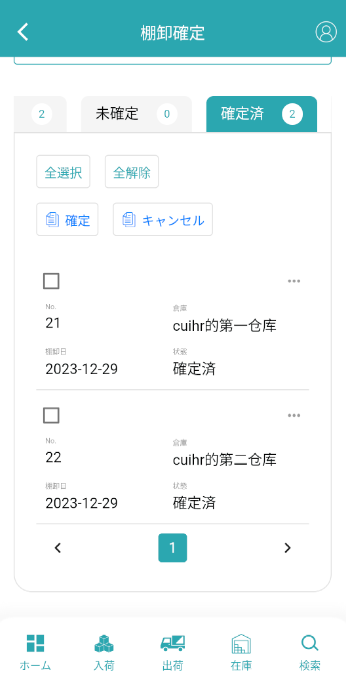 棚卸確定
2
未確定 0
確定済 2
全選択 全解除
確定 キャンセル
No. 倉庫
21 cuihr的第一仓库
棚卸日 状態
2023-12-29 確定済
No. 倉庫
22 cuihr的第二仓库
棚卸日 状態
2023-12-29 確定済
1
ホーム 入荷 出荷 在庫 検索